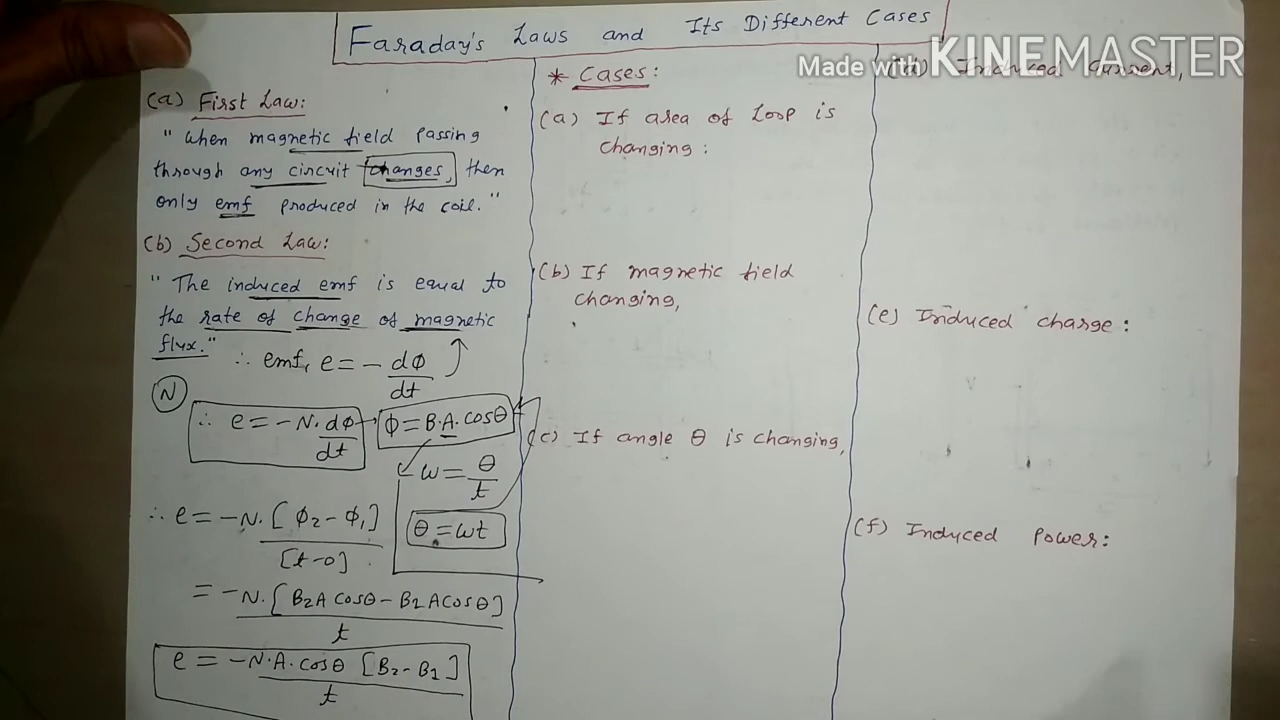 Faraday's Laws and Its Different Cases
Made with KINEMASTER
(a) First Law:
"When magnetic field passing
through any circuit changes, then
only emf produced in the coil."
(b) Second Law:
"The induced emf is equal to
the rate of change of magnetic
flux."
∴ emf, e = - dφ/dt
N
∴ e = -N. dφ/dt
φ = B.A.cosθ
ω = θ/t
θ = ωt
∴ e = -N.[φ2 - φ1]/[t-0]
= -N.[B2A cosθ - B1A cosθ]/t
e = -N.A.cosθ [B2 - B1]/t
* Cases:
(a) If area of Loop is
changing:
(b) If magnetic field
changing,
(c) If angle θ is changing,
Induced Current,
(e) Induced charge:
(f) Induced Power: